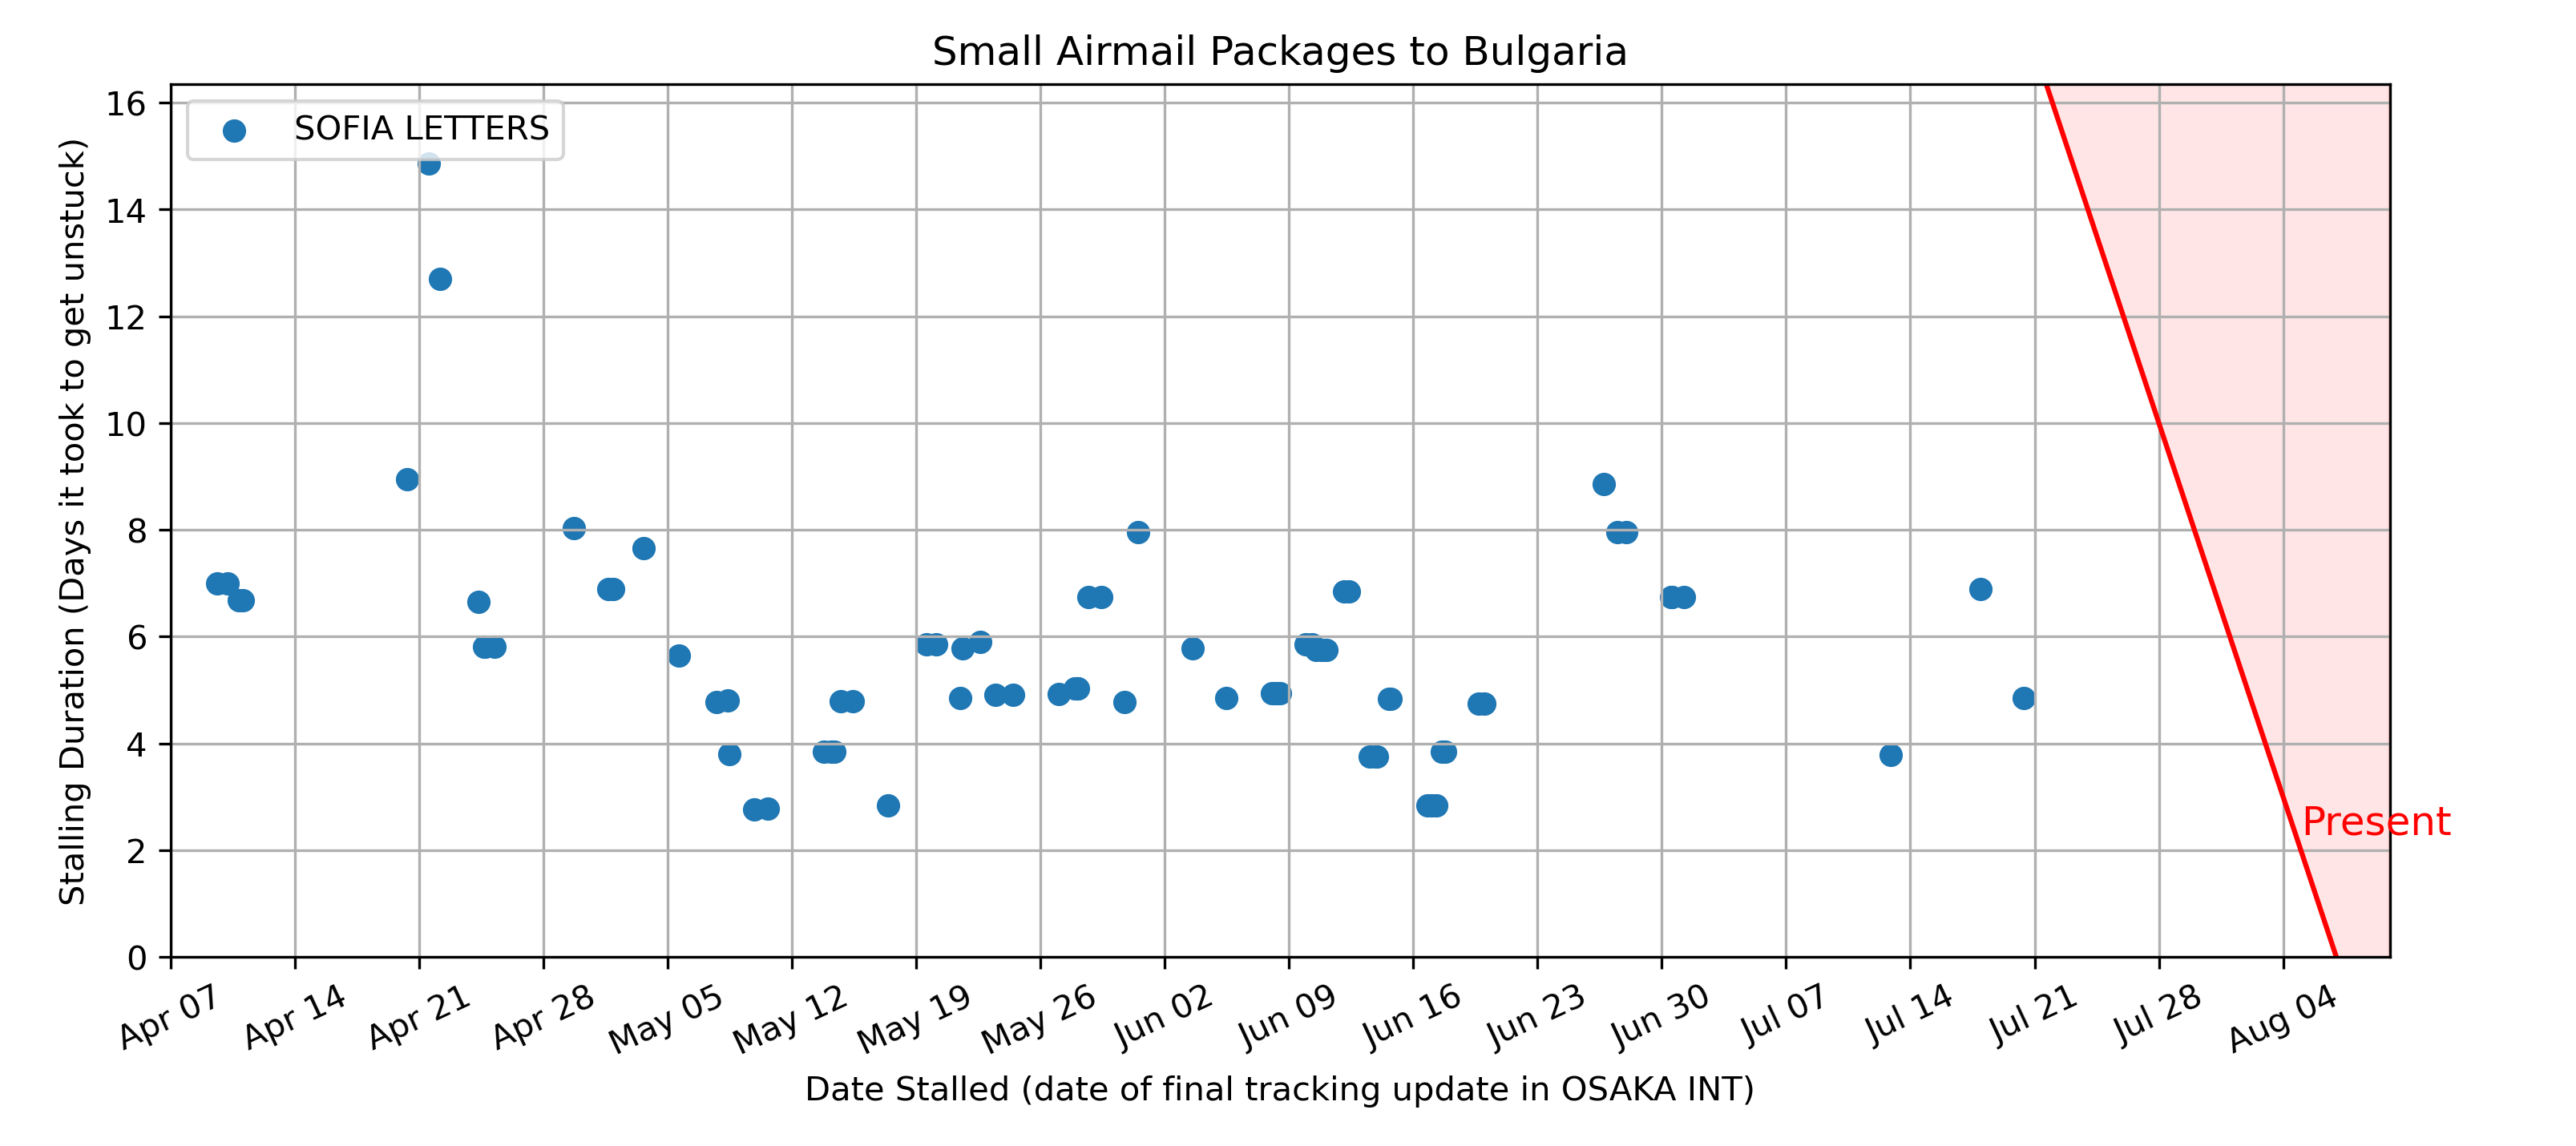 Small Airmail Packages to Bulgaria
SOFIA LETTERS
Stalling Duration (Days it took to get unstuck)
16
14
12
10
8
6
4
2
0
Present
Apr 07
Apr 14
Apr 21
Apr 28
May 05
May 12
May 19
May 26
Jun 02
Jun 09
Jun 16
Jun 23
Jun 30
Jul 07
Jul 14
Jul 21
Jul 28
Aug 04
Date Stalled (date of final tracking update in OSAKA INT)